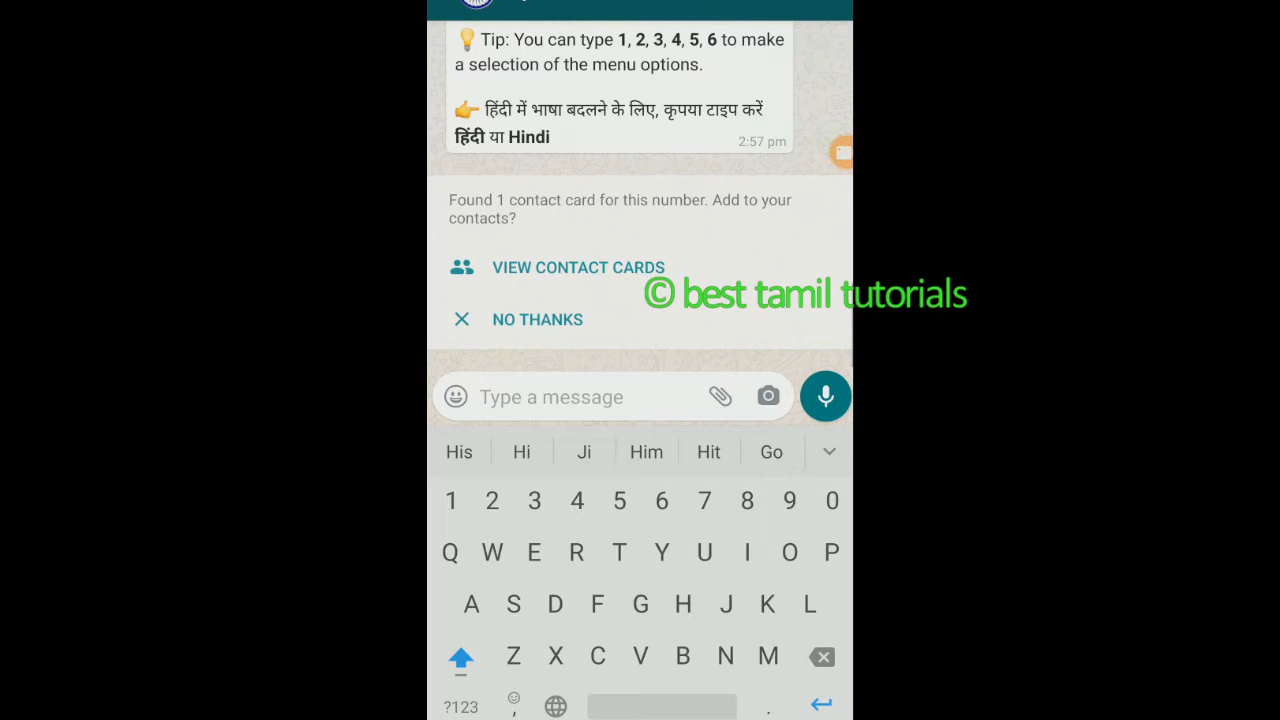 💡 Tip: You can type 1, 2, 3, 4, 5, 6 to make
a selection of the menu options.
👉 हिंदी में भाषा बदलने के लिए, कृपया टाइप करें
हिंदी या Hindi
2:57 pm
Found 1 contact card for this number. Add to your
contacts?
VIEW CONTACT CARDS
© best tamil tutorials
NO THANKS
Type a message
His Hi Ji Him Hit Go
1 2 3 4 5 6 7 8 9 0
Q W E R T Y U I O P
A S D F G H J K L
Z X C V B N M
?123 , .